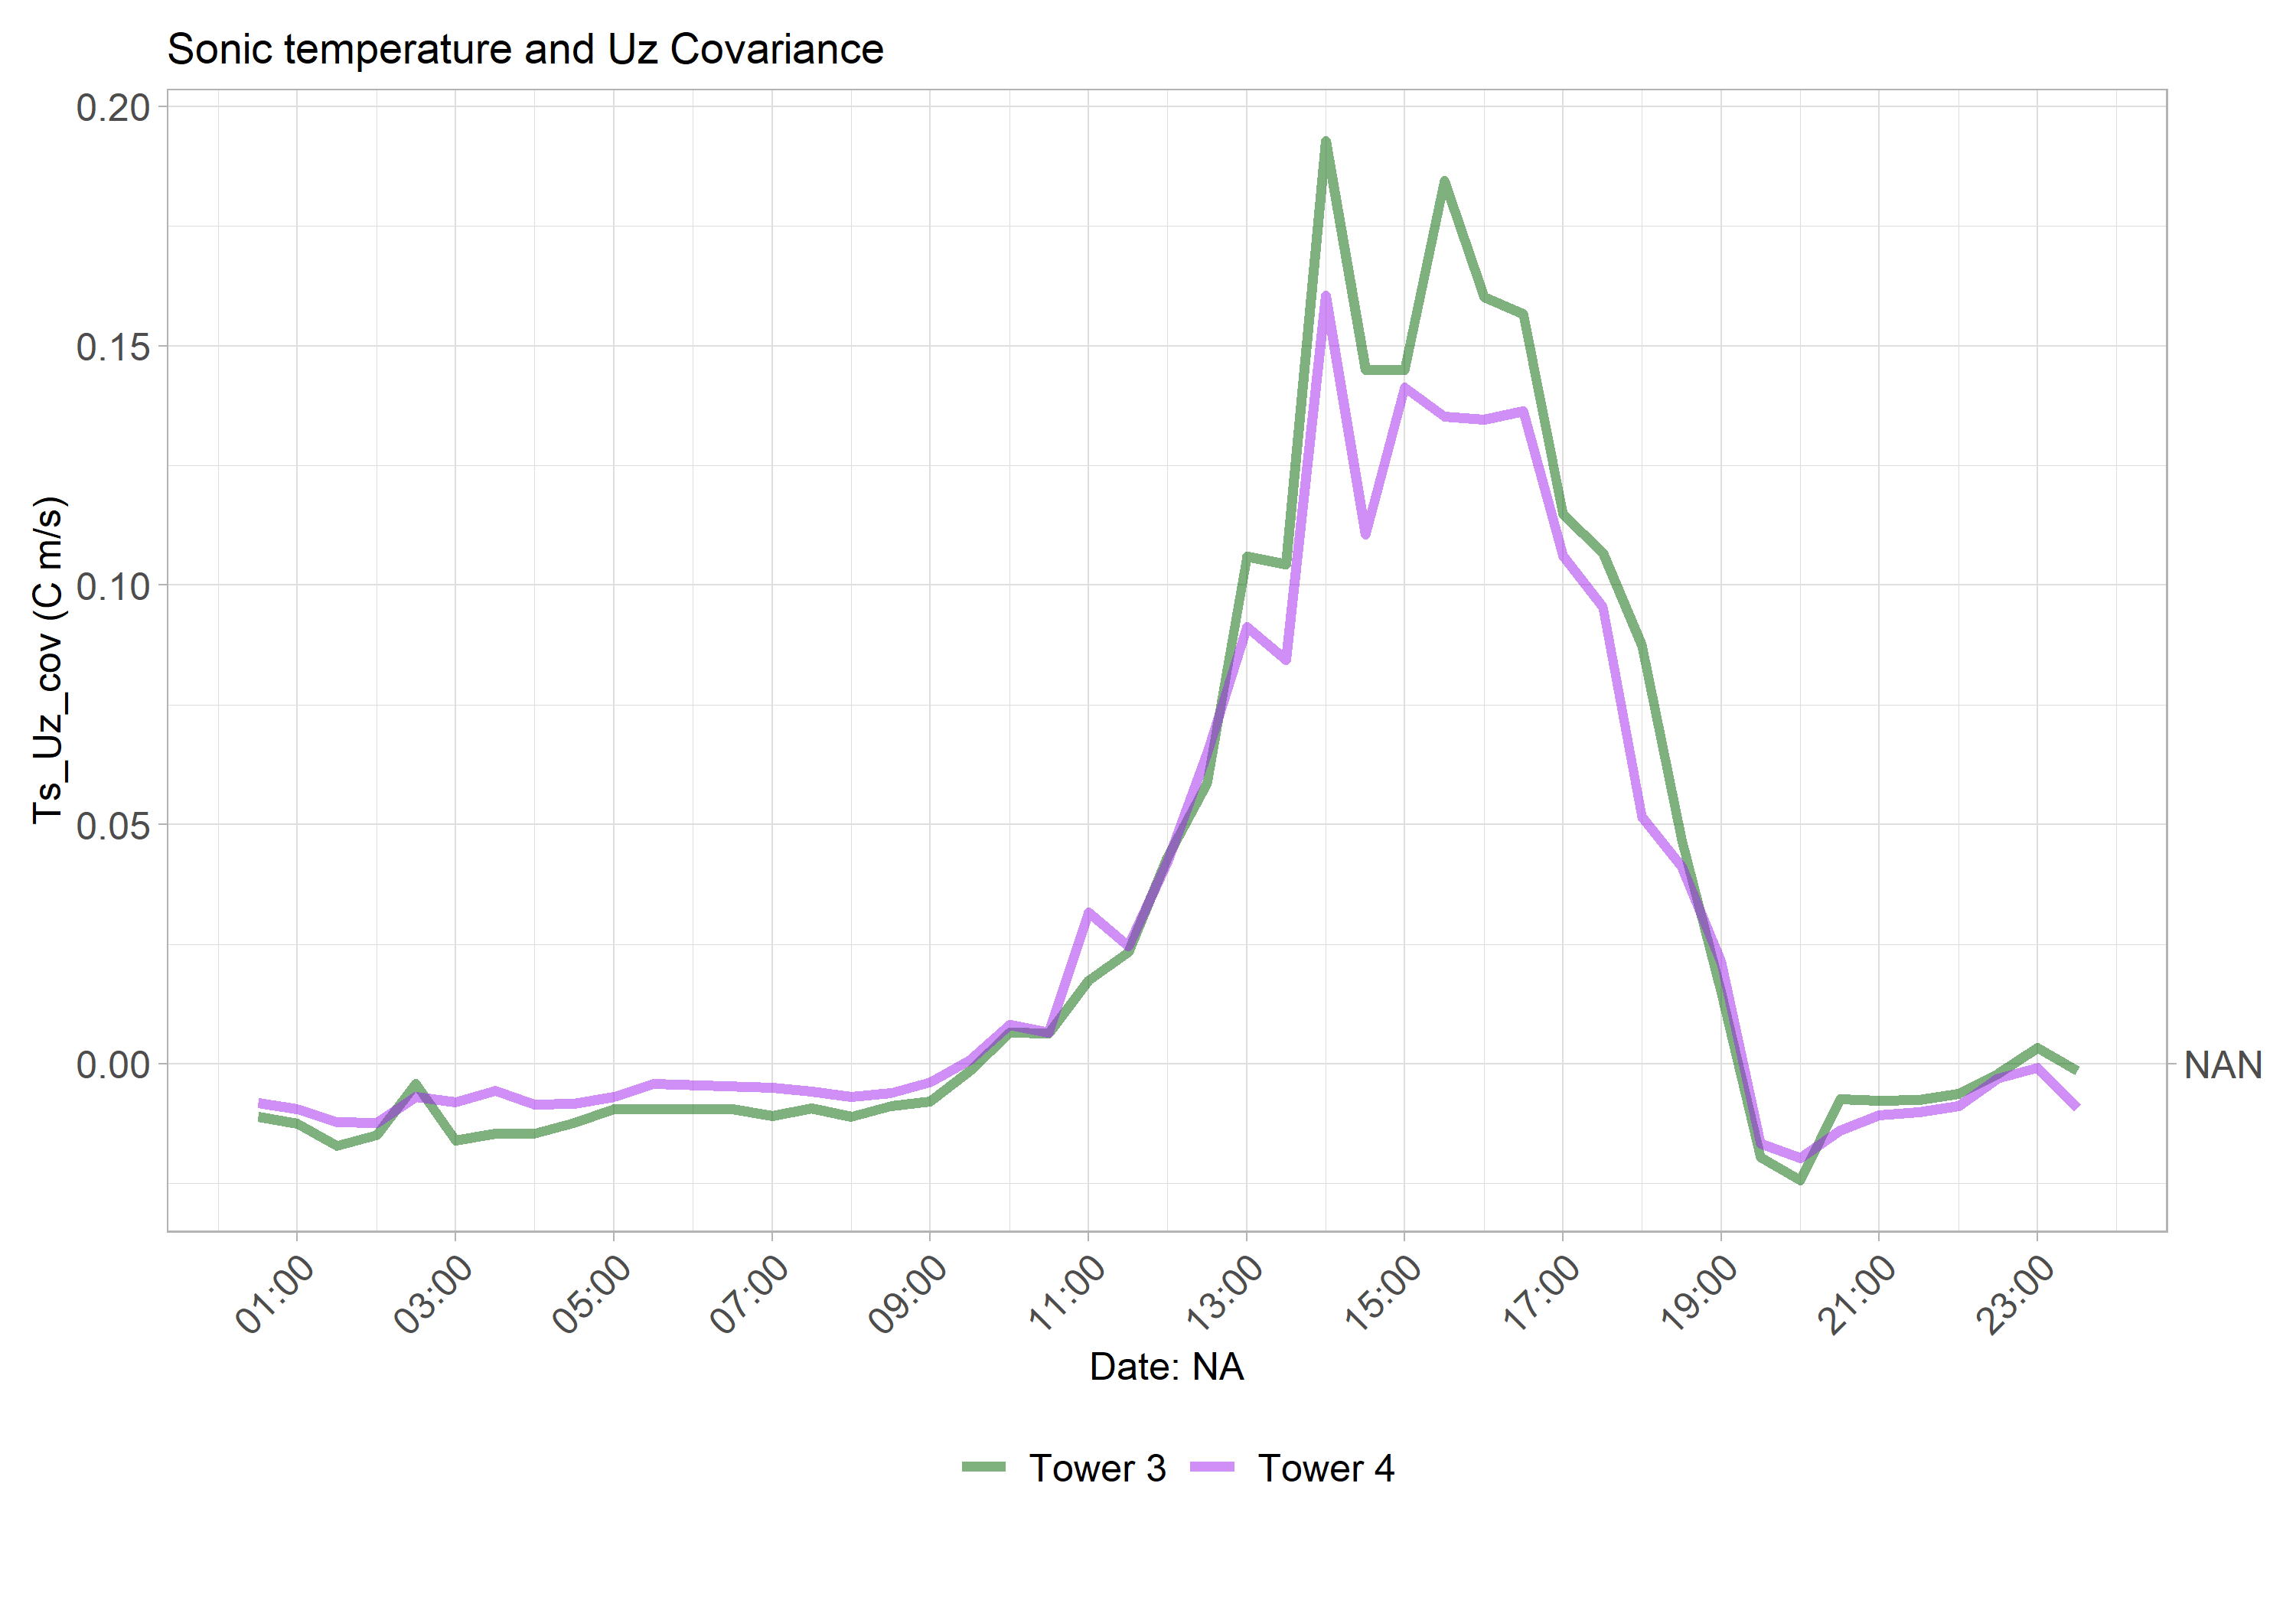 Sonic temperature and Uz Covariance
Ts_Uz_cov (C m/s)
0.20
0.15
0.10
0.05
0.00
NAN
01:00
03:00
05:00
07:00
09:00
11:00
13:00
15:00
17:00
19:00
21:00
23:00
Date: NA
Tower 3
Tower 4